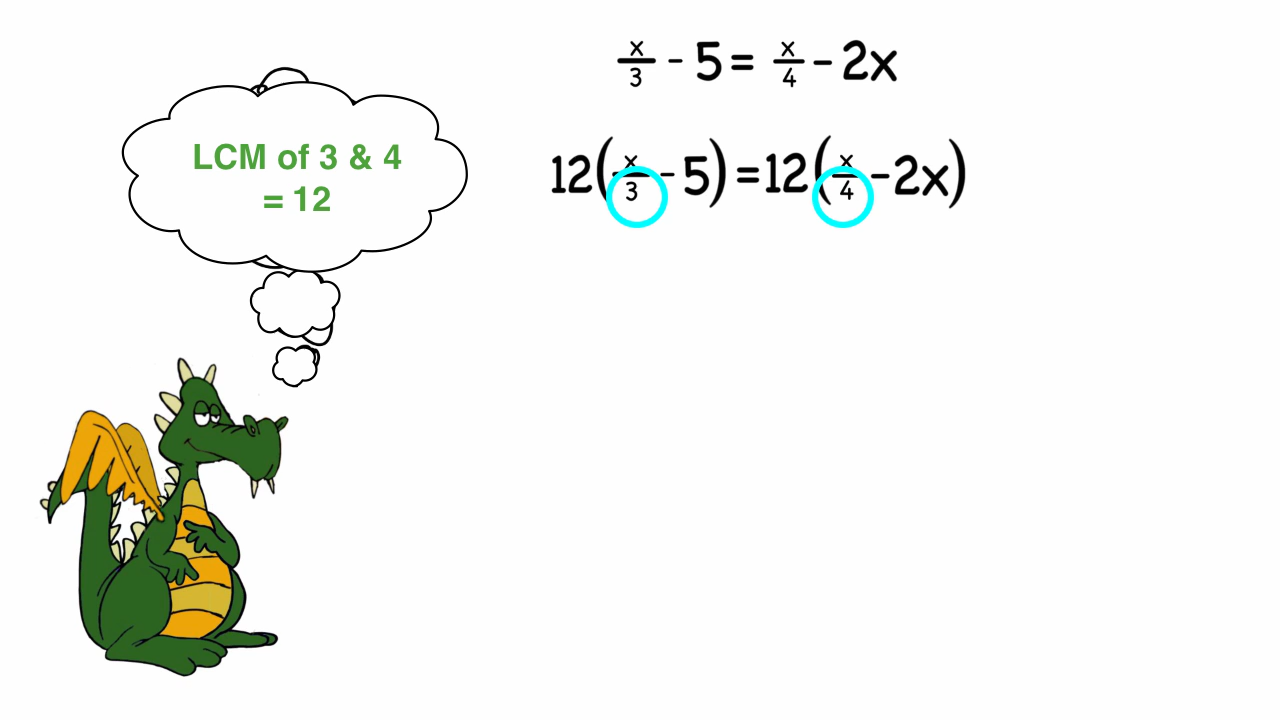 LCM of 3 & 4
= 12
x/3 - 5 = x/4 - 2x
12(x/3 - 5) = 12(x/4 - 2x)